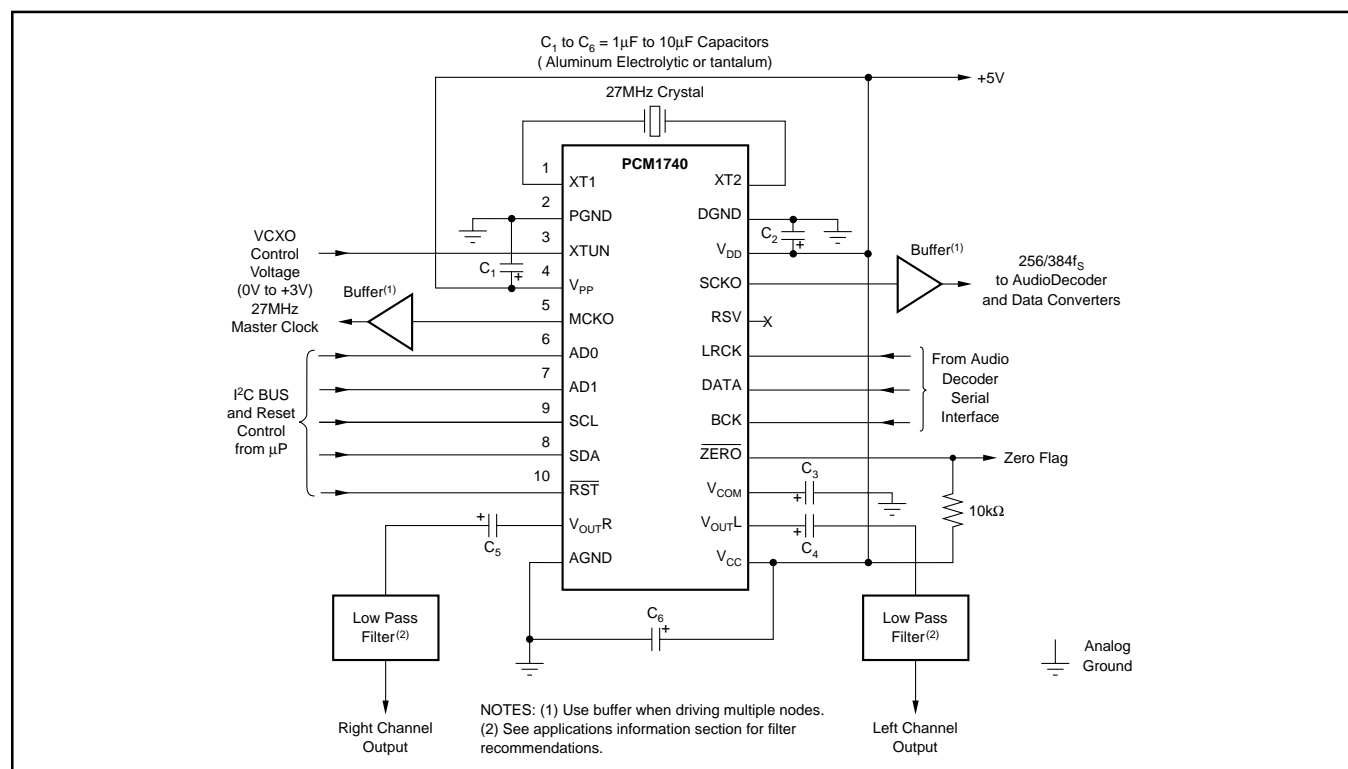 C1 to C6 = 1µF to 10µF Capacitors
( Aluminum Electrolytic or tantalum)
+5V
27MHz Crystal
PCM1740
1
XT1
XT2
2
PGND
DGND
C2
+
VCXO
Control
Voltage
(0V to +3V)
3
XTUN
VDD
C1
+
4
VPP
SCKO
Buffer(1)
256/384fS
to AudioDecoder
and Data Converters
27MHz
Master Clock
Buffer(1)
5
MCKO
RSV
X
6
AD0
LRCK
7
AD1
DATA
9
SCL
BCK
From Audio
Decoder
Serial
Interface
I2C BUS
and Reset
Control
from µP
8
SDA
ZERO
Zero Flag
10
RST
VCOM
C3
+
10kΩ
+
C5
VOUTR
VOUTL
+
C4
AGND
VCC
C6
+
Low Pass
Filter(2)
Low Pass
Filter(2)
Analog
Ground
Right Channel
Output
Left Channel
Output
NOTES: (1) Use buffer when driving multiple nodes.
(2) See applications information section for filter
recommendations.